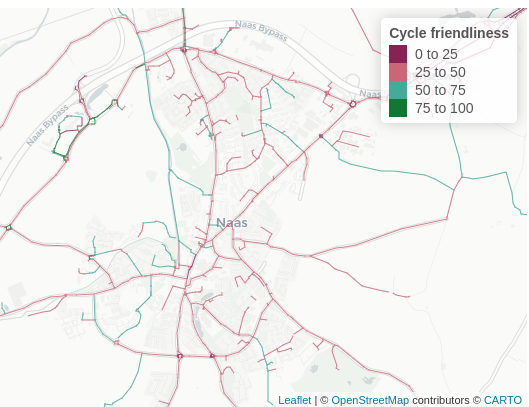 Naas Bypass
Cycle friendliness
0 to 25
25 to 50
50 to 75
75 to 100
Naas
Naas Bypass
Naas
Leaflet | © OpenStreetMap contributors © CARTO